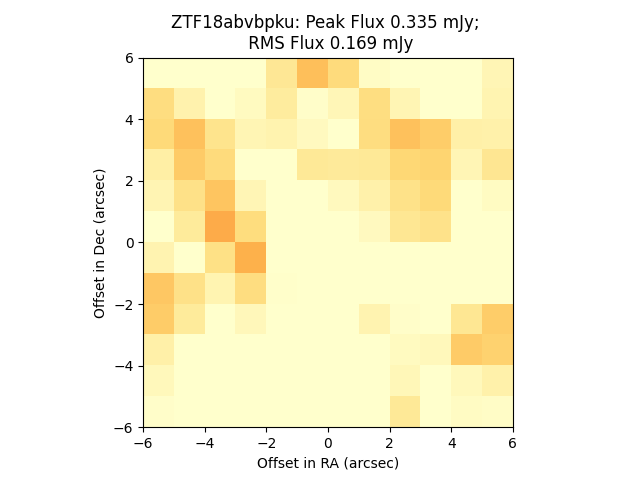 ZTF18abvbpku: Peak Flux 0.335 mJy;
RMS Flux 0.169 mJy
6
4
2
0
−2
−4
−6
Offset in Dec (arcsec)
−6 −4 −2 0 2 4 6
Offset in RA (arcsec)